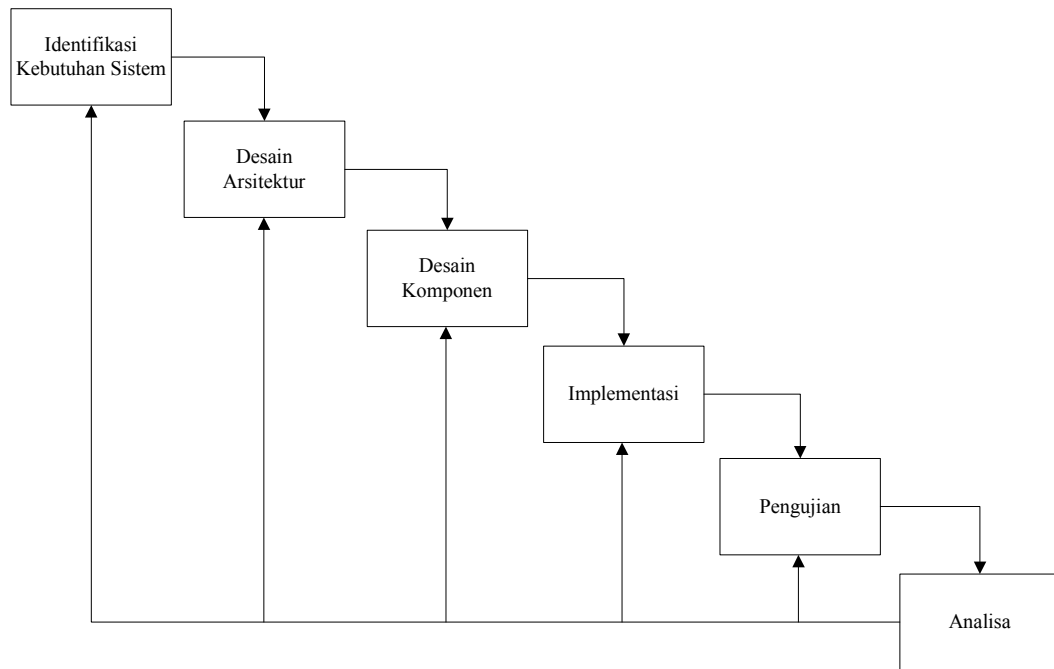 Identifikasi
Kebutuhan Sistem
Desain
Arsitektur
Desain
Komponen
Implementasi
Pengujian
Analisa